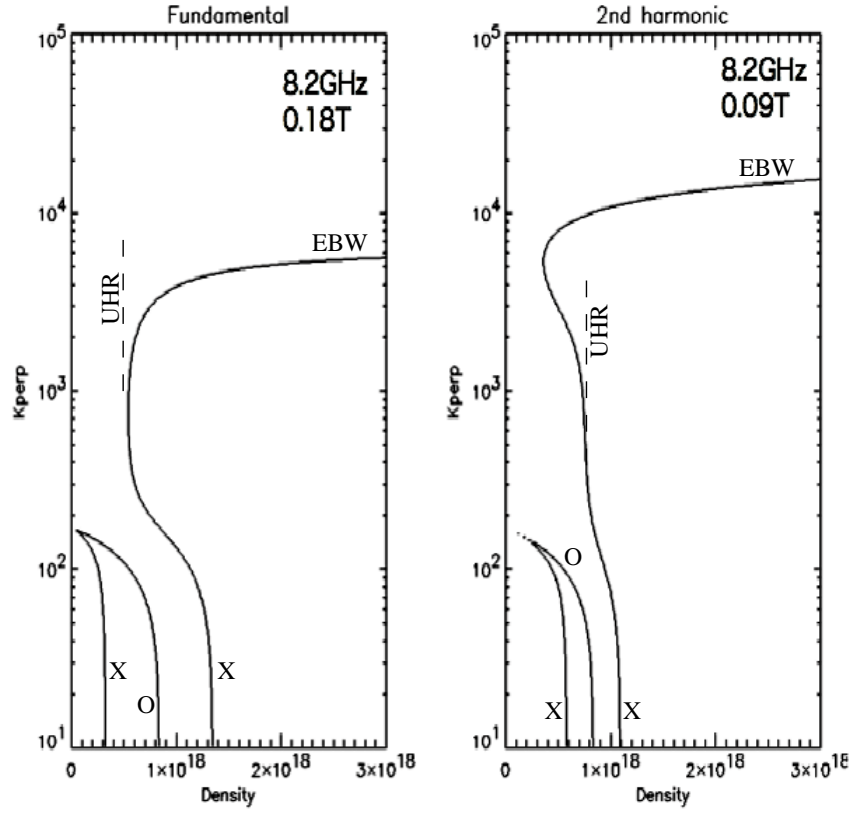 Fundamental
10^5
8.2GHz
0.18T
10^4
EBW
UHR
10^3
Kperp
10^2
X
O
X
10^1
0
1×10^18
2×10^18
3×10^18
Density
2nd harmonic
10^5
8.2GHz
0.09T
EBW
10^4
UHR
10^3
Kperp
O
10^2
X
X
10^1
0
1×10^18
2×10^18
3×10^18
Density